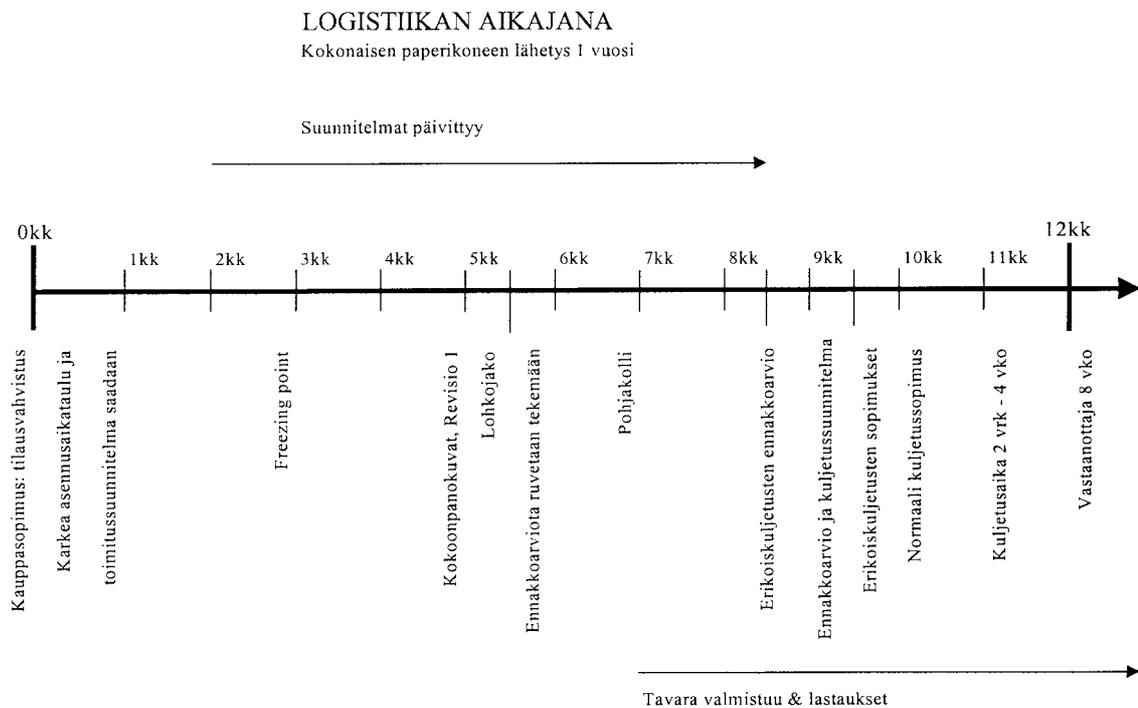 LOGISTIIKAN AIKAJANA
Kokonaisen paperikoneen lähetys 1 vuosi
Suunnitelmat päivittyy
0kk
1kk
2kk
3kk
4kk
5kk
6kk
7kk
8kk
9kk
10kk
11kk
12kk
Kauppasopimus: tilausvahvistus
Karkea asennusaikataulu ja
toimitussuunnitelma saadaan
Freezing point
Kokoonpanokuvat, Revisio 1
Lohkojako
Ennakkoarviota ruvetaan tekemään
Pohjakolli
Erikoiskuljetusten ennakkoarvio
Ennakkoarvio ja kuljetussuunnitelma
Erikoiskuljetusten sopimukset
Normaali kuljetussopimus
Kuljetusaika 2 vrk - 4 vko
Vastaanottaja 8 vko
Tavara valmistuu & lastaukset